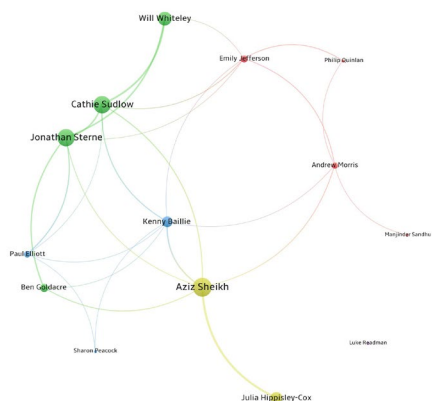 Will Whiteley
Emily Jefferson
Philip Quinlan
Cathie Sudlow
Jonathan Sterne
Andrew Morris
Kenny Baillie
Manjinder Sandhu
Paul Elliott
Ben Goldacre
Aziz Sheikh
Sharon Peacock
Luke Readman
Julia Hippisley-Cox